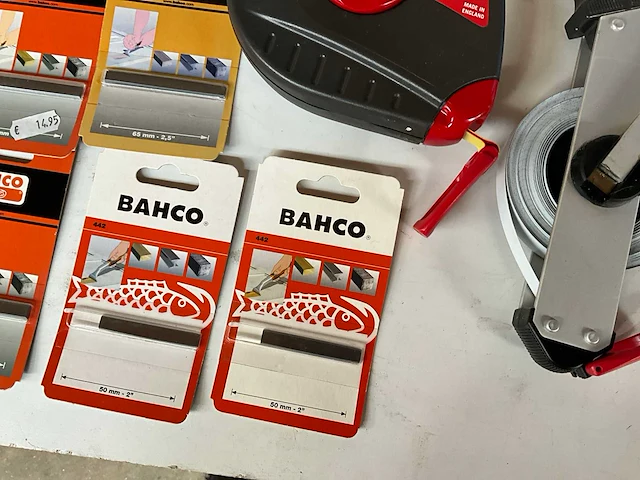 € 14.95
65 mm - 2,5"
MADE IN
ENGLAND
BAHCO
442
50 mm - 2"
BAHCO
442
50 mm - 2"